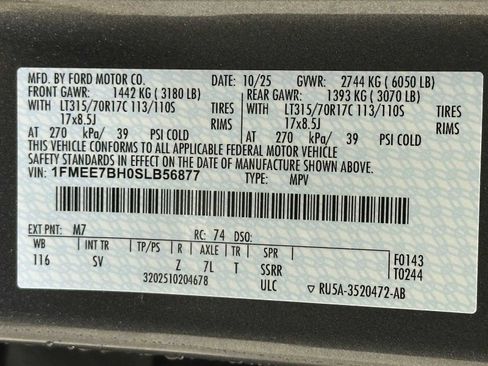 MFD. BY FORD MOTOR CO. DATE: 10/25 GVWR: 2744 KG ( 6050 LB)
FRONT GAWR: 1442 KG ( 3180 LB) REAR GAWR: 1393 KG ( 3070 LB)
WITH LT315/70R17C 113/110S TIRES WITH LT315/70R17C 113/110S TIRES
17x8.5J RIMS 17x8.5J RIMS
AT 270 kPa/ 39 PSI COLD AT 270 kPa/ 39 PSI COLD
THIS VEHICLE CONFORMS TO ALL APPLICABLE FEDERAL MOTOR VEHICLE
SAFETY STANDARDS IN EFFECT ON THE DATE OF MANUFACTURE SHOWN ABOVE.
VIN: 1FMEE7BH0SLB56877 TYPE: MPV
EXT PNT: M7 RC: 74 DSO:
WB INT TR TP/PS R AXLE TR SPR F0143
116 SV Z 7L T SSRR T0244
3202510204678 ULC ▽ RU5A-3520472-AB